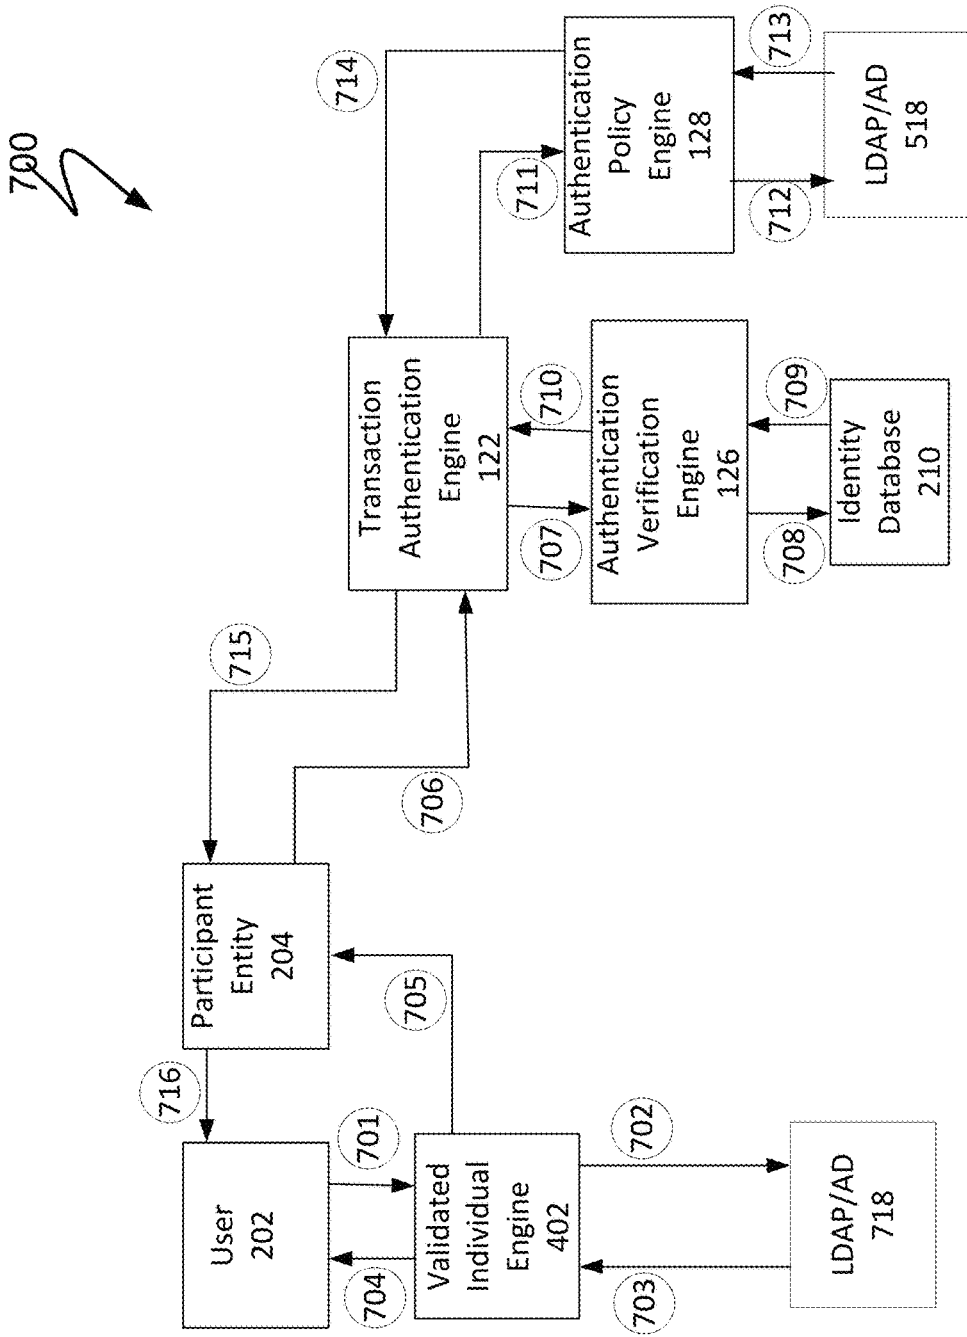 700
User
202
716
Participant
Entity
204
715
714
704
701
Validated
Individual
Engine
402
705
706
Transaction
Authentication
Engine
122
711
Authentication
Policy
Engine
128
703
702
707
710
Authentication
Verification
Engine
126
712
713
LDAP/AD
718
708
709
Identity
Database
210
LDAP/AD
518